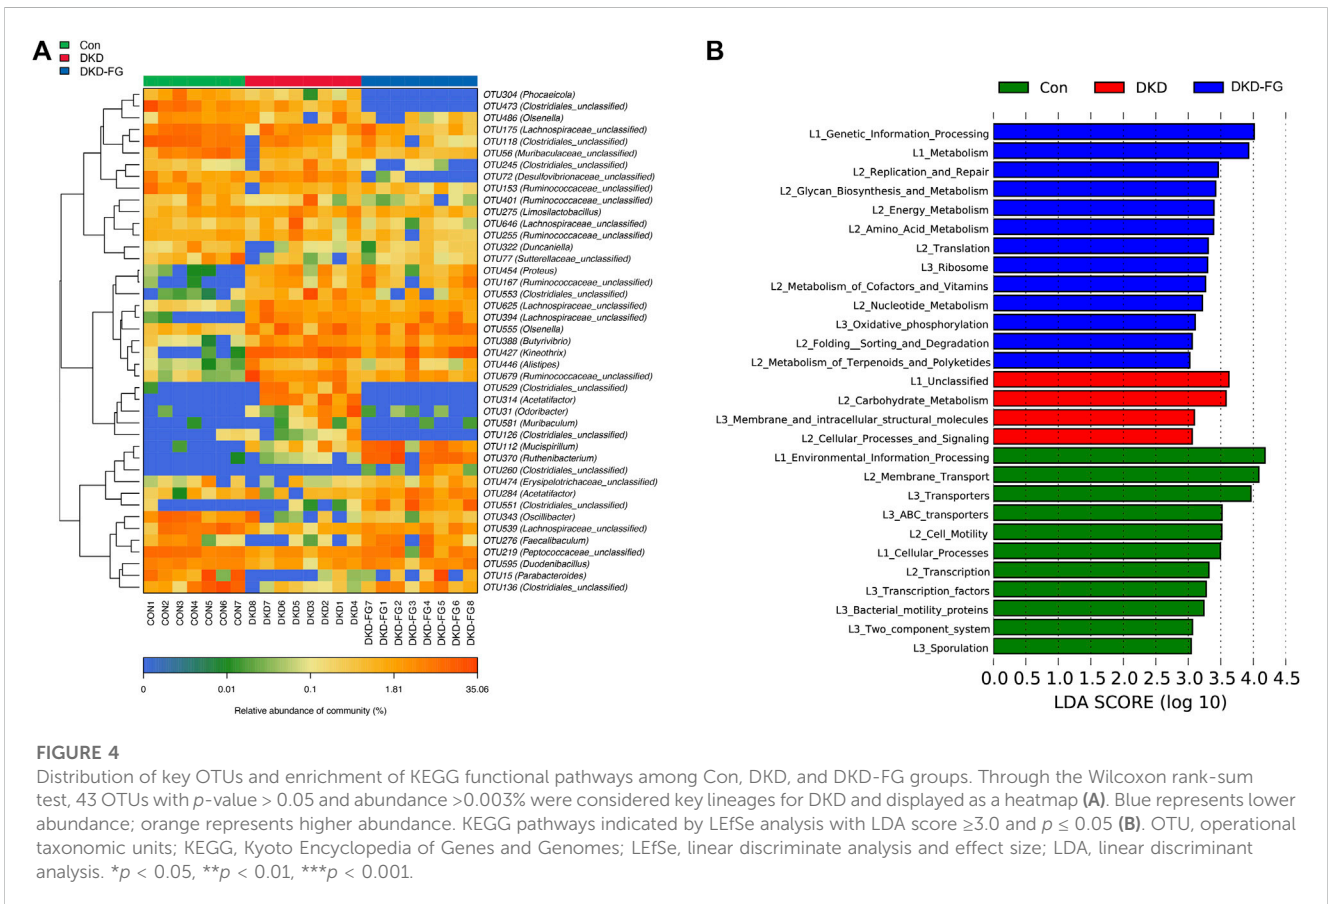 A
Con
DKD
DKD-FG
OTU304 (Phocaeicola)
OTU473 (Clostridiales_unclassified)
OTU486 (Olsenella)
OTU175 (Lachnospiraceae_unclassified)
OTU118 (Clostridiales_unclassified)
OTU56 (Muribaculaceae_unclassified)
OTU245 (Clostridiales_unclassified)
OTU72 (Desulfovibrionaceae_unclassified)
OTU153 (Ruminococcaceae_unclassified)
OTU401 (Ruminococcaceae_unclassified)
OTU275 (Limosilactobacillus)
OTU646 (Lachnospiraceae_unclassified)
OTU255 (Ruminococcaceae_unclassified)
OTU322 (Duncaniella)
OTU77 (Sutterellaceae_unclassified)
OTU454 (Proteus)
OTU167 (Ruminococcaceae_unclassified)
OTU553 (Clostridiales_unclassified)
OTU625 (Lachnospiraceae_unclassified)
OTU394 (Lachnospiraceae_unclassified)
OTU555 (Olsenella)
OTU388 (Butyrivibrio)
OTU427 (Kineothrix)
OTU446 (Alistipes)
OTU679 (Ruminococcaceae_unclassified)
OTU529 (Clostridiales_unclassified)
OTU314 (Acetatifactor)
OTU31 (Odoribacter)
OTU581 (Muribaculum)
OTU126 (Clostridiales_unclassified)
OTU112 (Mucispirillum)
OTU370 (Ruthenibacterium)
OTU260 (Clostridiales_unclassified)
OTU474 (Erysipelotrichaceae_unclassified)
OTU284 (Acetatifactor)
OTU551 (Clostridiales_unclassified)
OTU343 (Oscillibacter)
OTU539 (Lachnospiraceae_unclassified)
OTU276 (Faecalibaculum)
OTU219 (Peptococcaceae_unclassified)
OTU595 (Duodenibacillus)
OTU15 (Parabacteroides)
OTU136 (Clostridiales_unclassified)
CON1 CON2 CON3 CON4 CON5 CON6 CON7 DKD8 DKD7 DKD6 DKD5 DKD3 DKD2 DKD1 DKD4 DKD-FG7 DKD-FG1 DKD-FG2 DKD-FG3 DKD-FG4 DKD-FG5 DKD-FG6 DKD-FG8
0 0.01 0.1 1.81 35.06
Relative abundance of community (%)
B
Con DKD DKD-FG
L1_Genetic_Information_Processing
L1_Metabolism
L2_Replication_and_Repair
L2_Glycan_Biosynthesis_and_Metabolism
L2_Energy_Metabolism
L2_Amino_Acid_Metabolism
L2_Translation
L3_Ribosome
L2_Metabolism_of_Cofactors_and_Vitamins
L2_Nucleotide_Metabolism
L3_Oxidative_phosphorylation
L2_Folding__Sorting_and_Degradation
L2_Metabolism_of_Terpenoids_and_Polyketides
L1_Unclassified
L2_Carbohydrate_Metabolism
L3_Membrane_and_intracellular_structural_molecules
L2_Cellular_Processes_and_Signaling
L1_Environmental_Information_Processing
L2_Membrane_Transport
L3_Transporters
L3_ABC_transporters
L2_Cell_Motility
L1_Cellular_Processes
L2_Transcription
L3_Transcription_factors
L3_Bacterial_motility_proteins
L3_Two_component_system
L3_Sporulation
0.0 0.5 1.0 1.5 2.0 2.5 3.0 3.5 4.0 4.5
LDA SCORE (log 10)
FIGURE 4
Distribution of key OTUs and enrichment of KEGG functional pathways among Con, DKD, and DKD-FG groups. Through the Wilcoxon rank-sum
test, 43 OTUs with p-value > 0.05 and abundance >0.003% were considered key lineages for DKD and displayed as a heatmap (A). Blue represents lower
abundance; orange represents higher abundance. KEGG pathways indicated by LEfSe analysis with LDA score ≥3.0 and p ≤ 0.05 (B). OTU, operational
taxonomic units; KEGG, Kyoto Encyclopedia of Genes and Genomes; LEfSe, linear discriminate analysis and effect size; LDA, linear discriminant
analysis. *p < 0.05, **p < 0.01, ***p < 0.001.